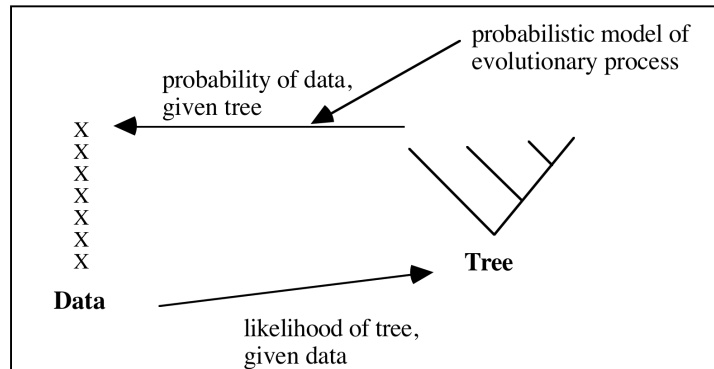 probabilistic model of
evolutionary process
probability of data,
given tree
X
X
X
X
X
X
X
Data
Tree
likelihood of tree,
given data